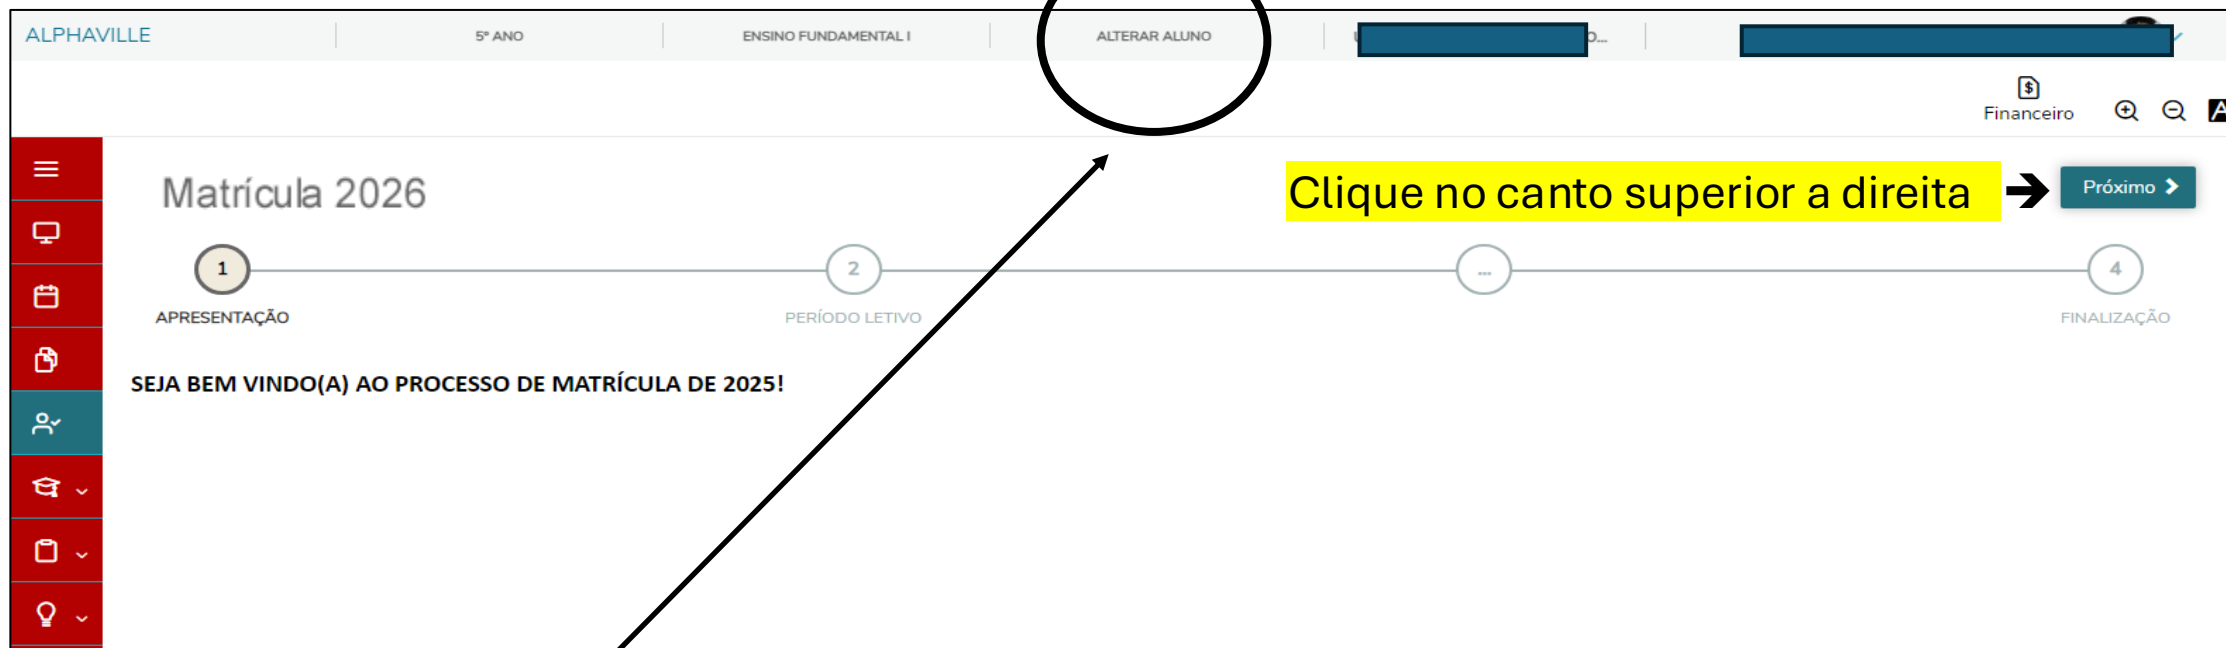 ALPHAVILLE 5º ANO ENSINO FUNDAMENTAL I ALTERAR ALUNO
Financeiro A
Matrícula 2026
Clique no canto superior a direita Próximo
1 2 ... 4
APRESENTAÇÃO PERÍODO LETIVO FINALIZAÇÃO
SEJA BEM VINDO(A) AO PROCESSO DE MATRÍCULA DE 2025!